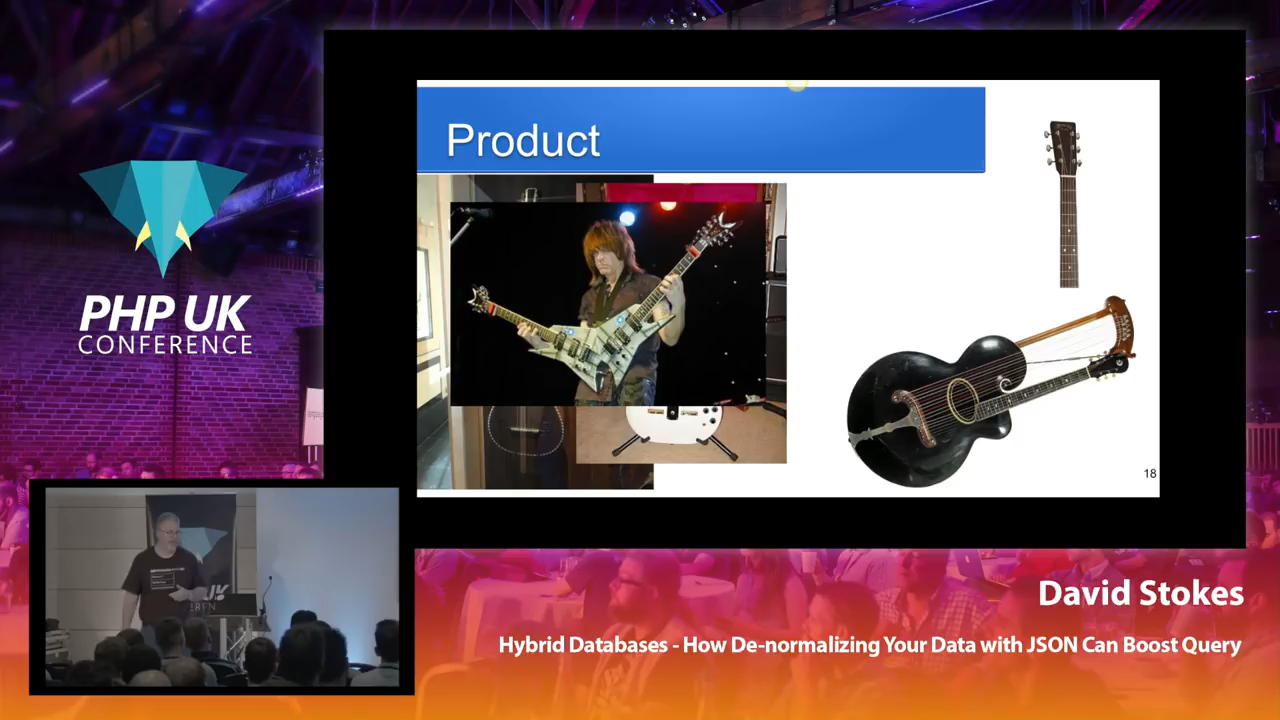 Product
18
PHP UK
CONFERENCE
David Stokes
Hybrid Databases - How De-normalizing Your Data with JSON Can Boost Query